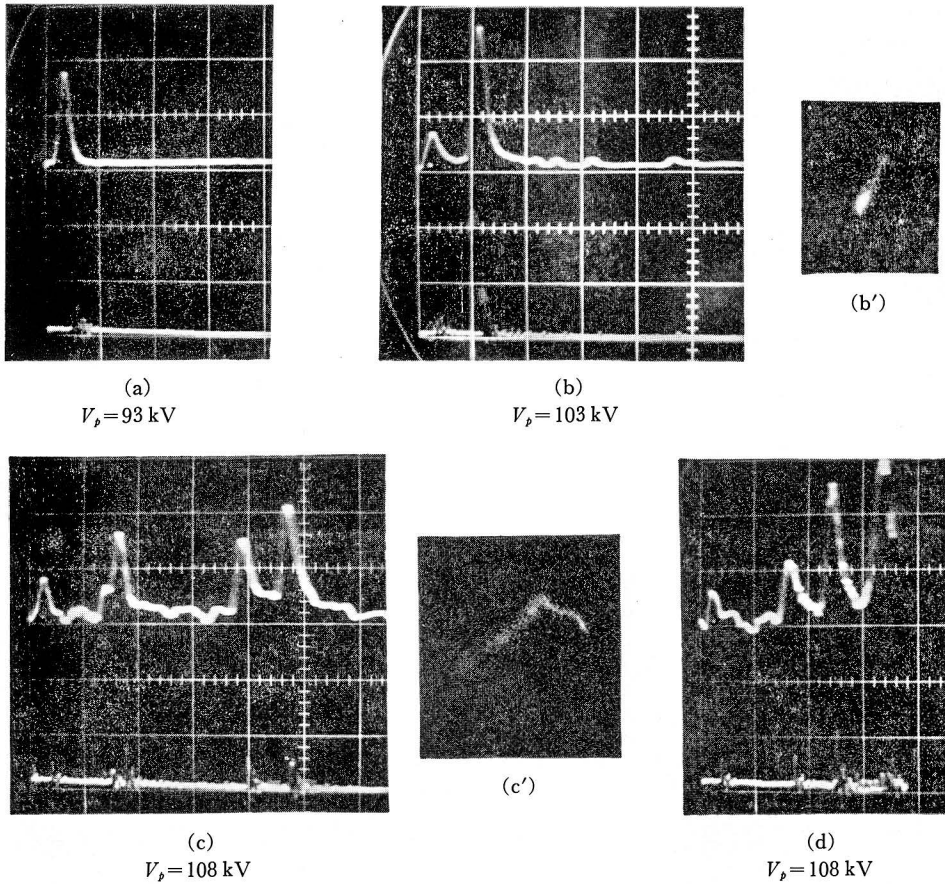 (a)
V_p=93 kV
(b)
V_p=103 kV
(b′)
(c)
V_p=108 kV
(c′)
(d)
V_p=108 kV